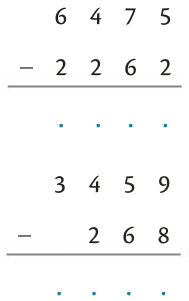 6 4 7 5
− 2 2 6 2
. . . .
3 4 5 9
− 2 6 8
. . . .